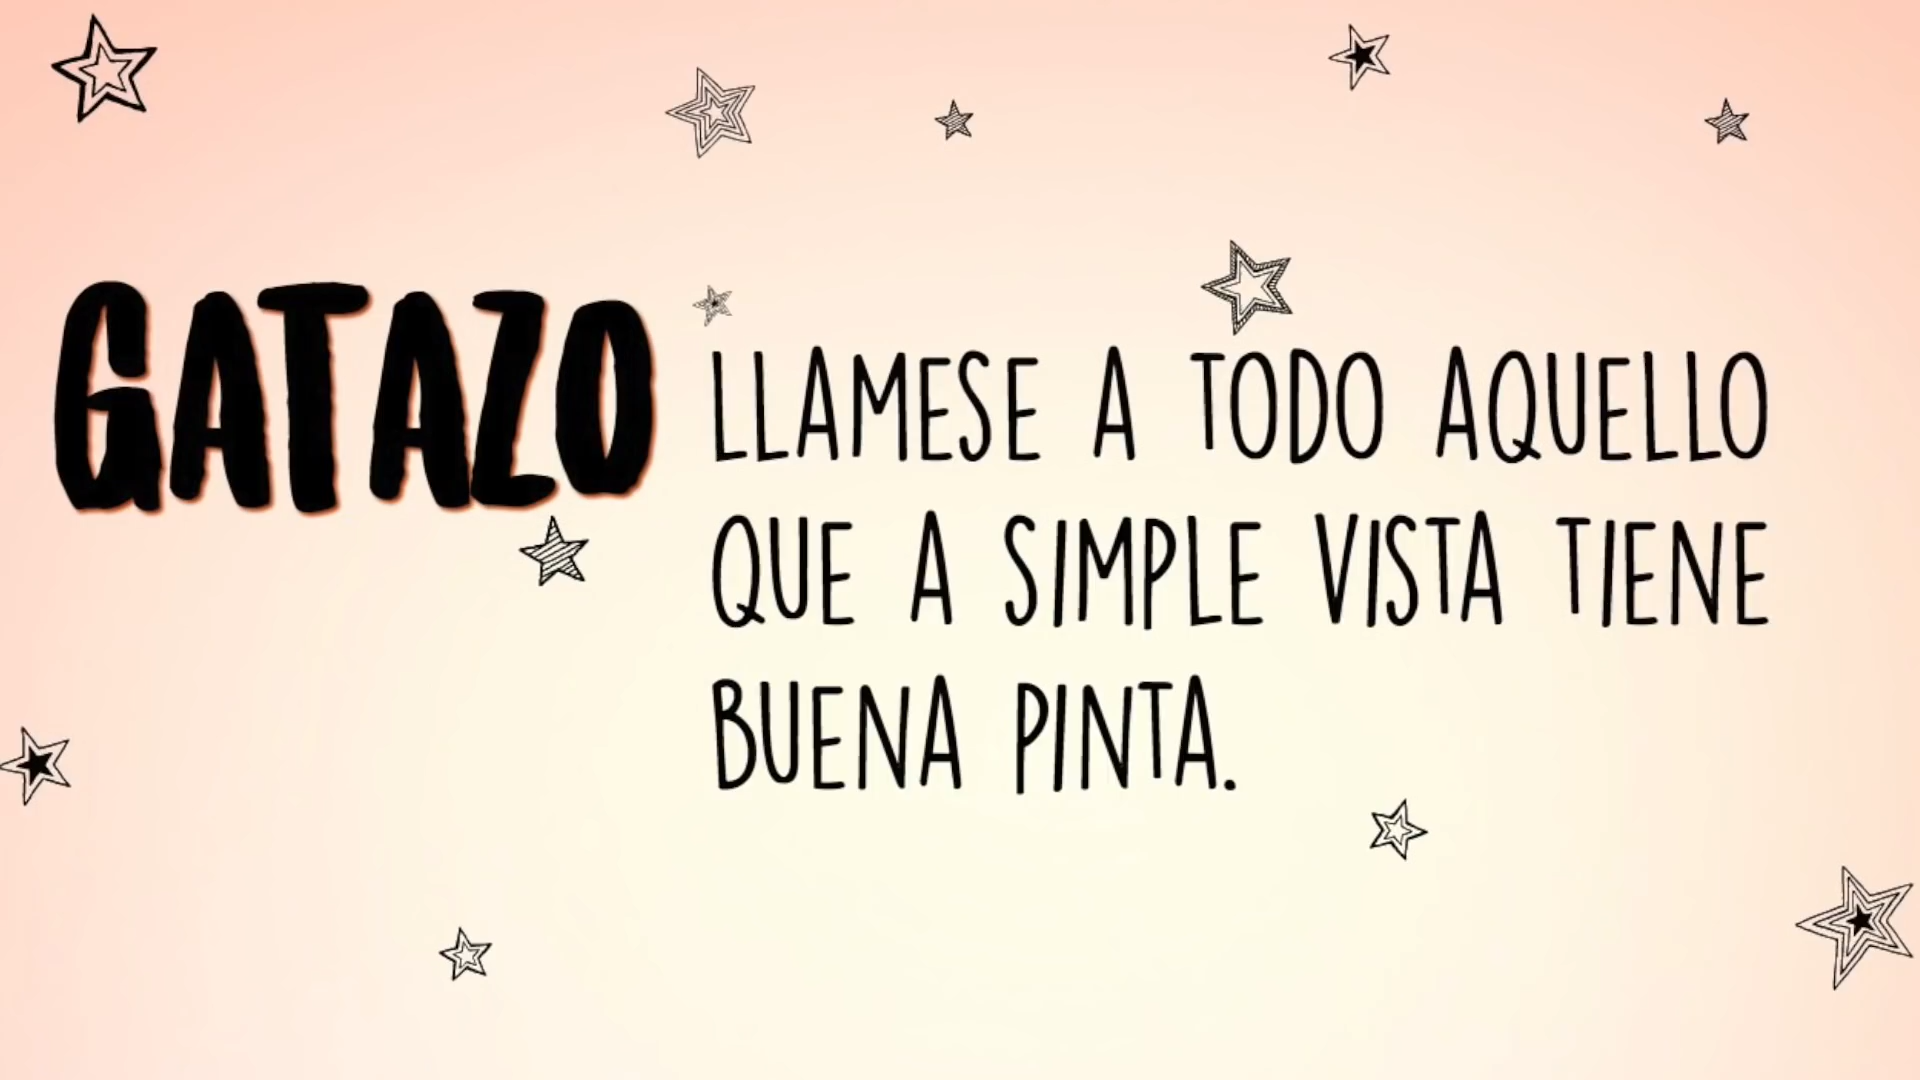 GATAZO
LLAMESE A TODO AQUELLO
QUE A SIMPLE VISTA TIENE
BUENA PINTA.